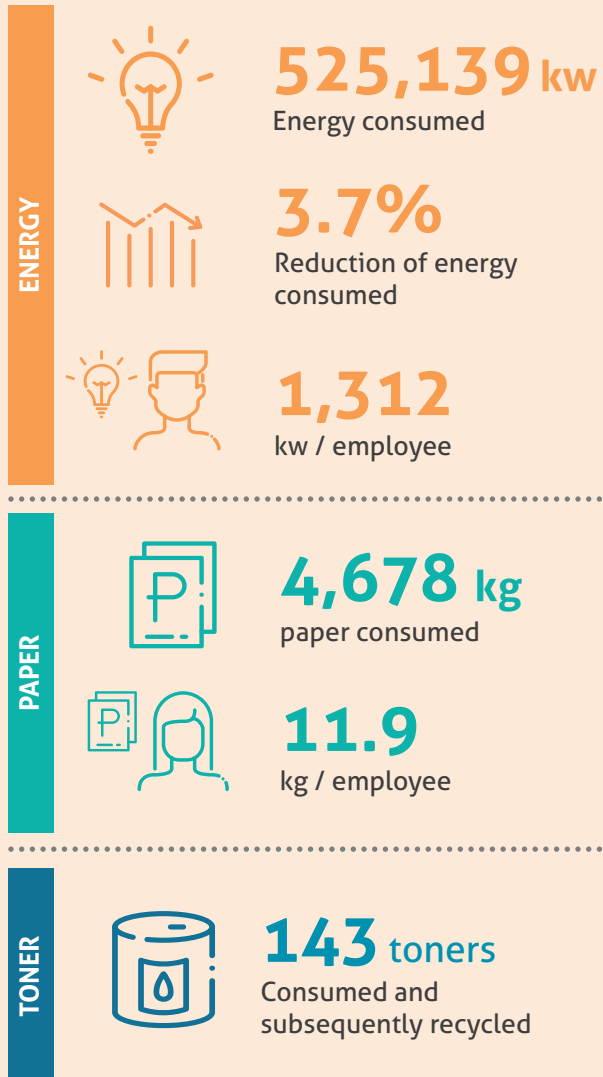 ENERGY
525,139 kw
Energy consumed
3.7%
Reduction of energy
consumed
1,312
kw / employee
PAPER
P
4,678 kg
paper consumed
P
11.9
kg / employee
TONER
143 toners
Consumed and
subsequently recycled